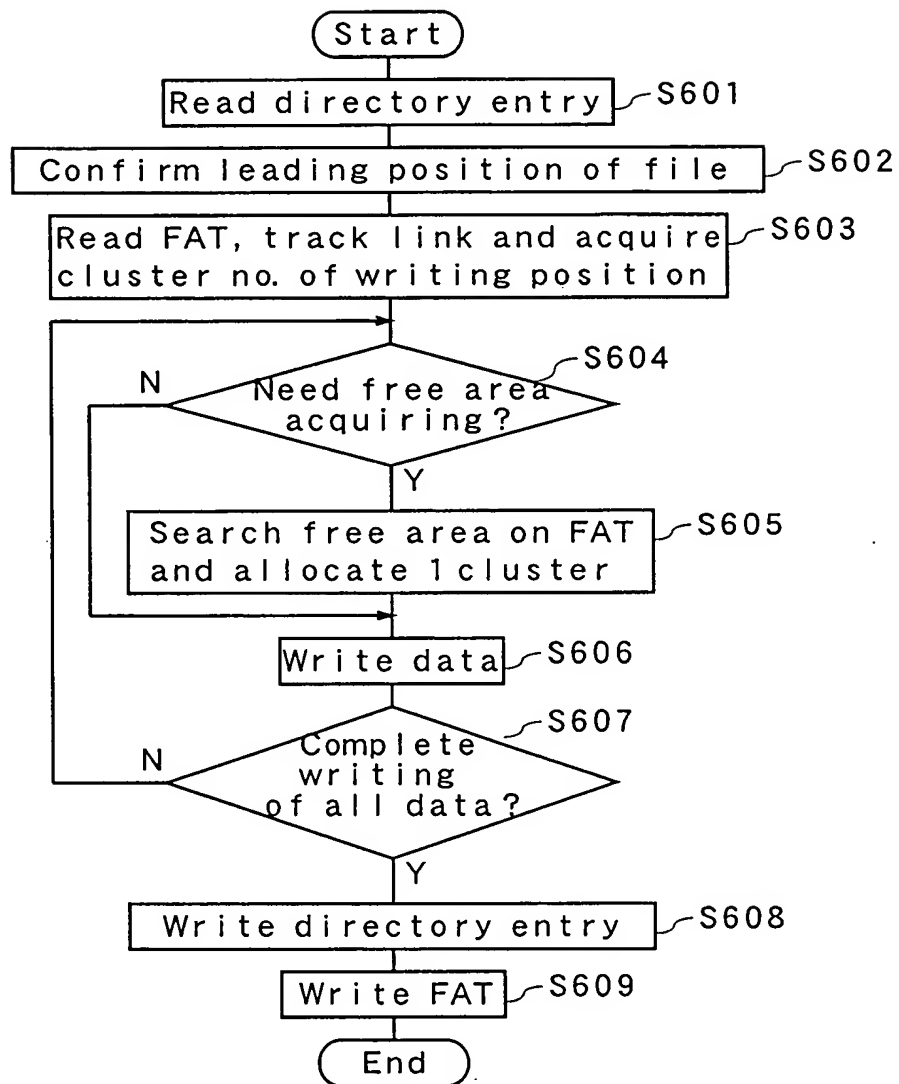 Start
Read directory entry
S601
Confirm leading position of file
S602
Read FAT, track link and acquire
cluster no. of writing position
S603
S604
N
Need free area
acquiring?
Y
Search free area on FAT
and allocate 1 cluster
S605
Write data
S606
S607
N
Complete
writing
of all data?
Y
Write directory entry
S608
Write FAT
S609
End